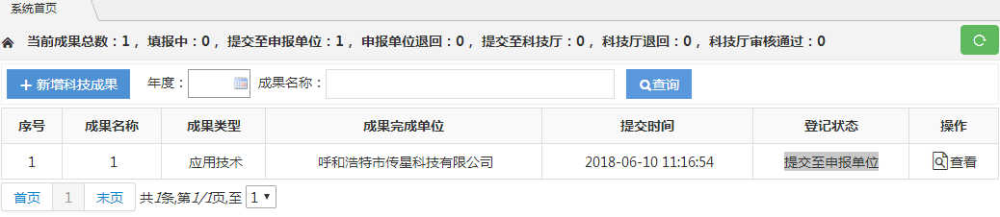 系统首页
当前成果总数：1， 填报中：0， 提交至申报单位：1， 申报单位退回：0， 提交至科技厅：0， 科技厅退回：0， 科技厅审核通过：0
新增科技成果 年度： 成果名称： 查询
序号 成果名称 成果类型 成果完成单位 提交时间 登记状态 操作
1 1 应用技术 呼和浩特市传星科技有限公司 2018-06-10 11:16:54 提交至申报单位 查看
首页 1 末页 共1条,第1/1页,至 1